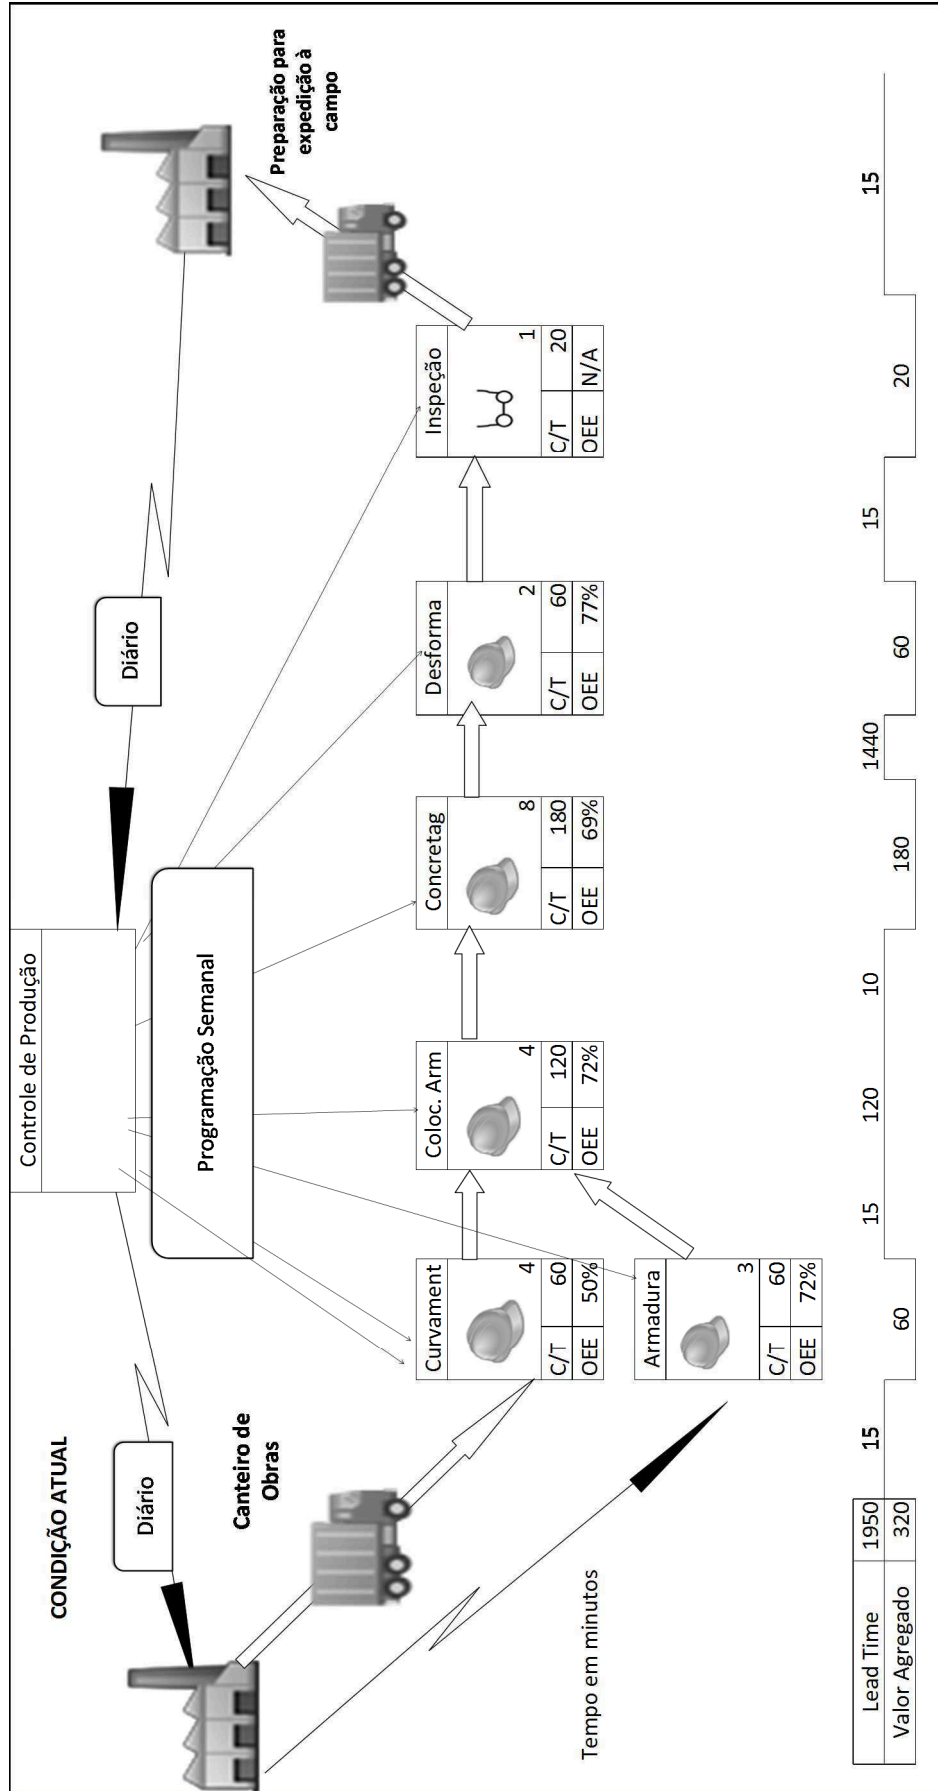 CONDIÇÃO ATUAL
Controle de Produção
Diário
Diário
Programação Semanal
Canteiro de
Obras
Preparação para
expedição à
campo
Curvament
4
C/T 60
OEE 50%
Armadura
3
C/T 60
OEE 72%
Coloc. Arm
4
C/T 120
OEE 72%
Concretag
8
C/T 180
OEE 69%
Desforma
2
C/T 60
OEE 77%
Inspeção
1
C/T 20
OEE N/A
Tempo em minutos
Lead Time 1950
Valor Agregado 320
15 60 15 120 10 180 1440 60 15 20 15